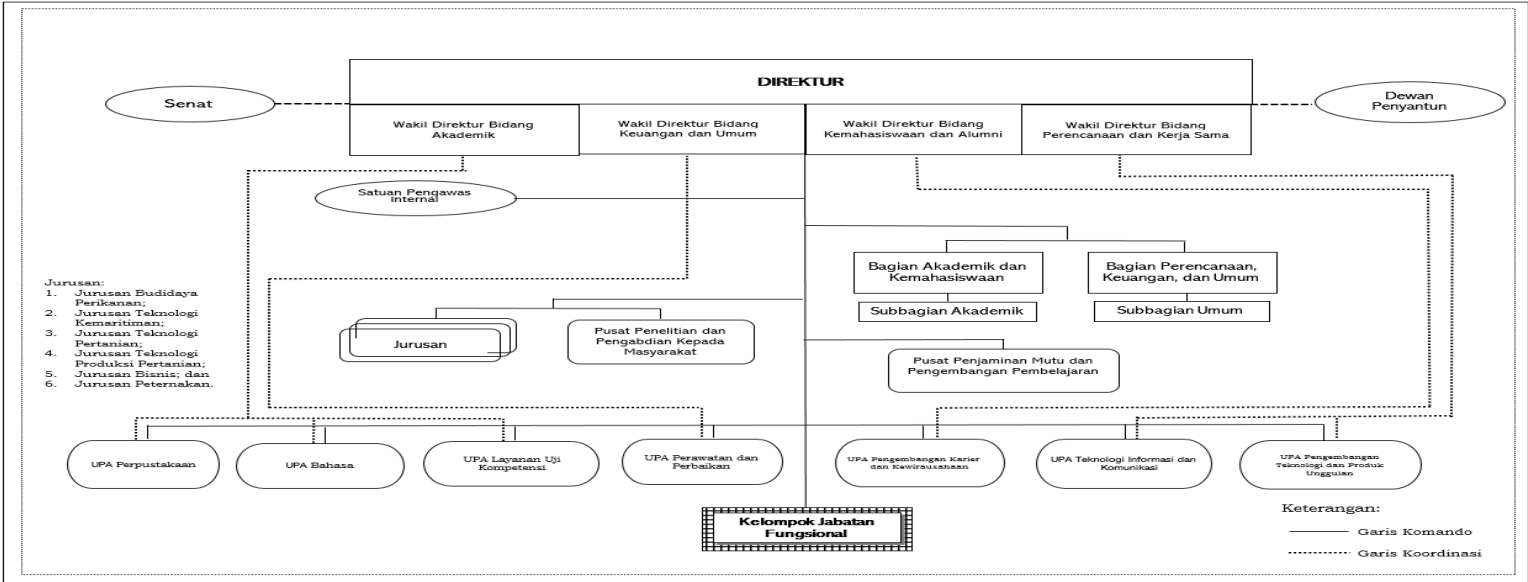 DIREKTUR
Senat
Dewan
Penyantun
Wakil Direktur Bidang
Akademik
Wakil Direktur Bidang
Keuangan dan Umum
Wakil Direktur Bidang
Kemahasiswaan dan Alumni
Wakil Direktur Bidang
Perencanaan dan Kerja Sama
Satuan Pengawas
Internal
Bagian Akademik dan
Kemahasiswaan
Bagian Perencanaan,
Keuangan, dan Umum
Subbagian Akademik
Subbagian Umum
Jurusan:
1. Jurusan Budidaya
Perikanan;
2. Jurusan Teknologi
Kemaritiman;
3. Jurusan Teknologi
Pertanian;
4. Jurusan Teknologi
Produksi Pertanian;
5. Jurusan Bisnis; dan
6. Jurusan Peternakan.
Jurusan
Pusat Penelitian dan
Pengabdian Kepada
Masyarakat
Pusat Penjaminan Mutu dan
Pengembangan Pembelajaran
UPA Perpustakaan
UPA Bahasa
UPA Layanan Uji
Kompetensi
UPA Perawatan dan
Perbaikan
UPA Pengembangan Karier
dan Kewirausahaan
UPA Teknologi Informasi dan
Komunikasi
UPA Pengembangan
Teknologi dan Produk
Unggulan
Kelompok Jabatan
Fungsional
Keterangan:
Garis Komando
Garis Koordinasi